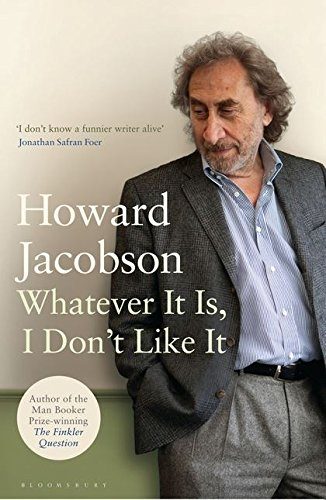 ‘I don’t know a funnier writer alive’
Jonathan Safran Foer
Howard
Jacobson
Whatever It Is,
I Don’t Like It
Author of the
Man Booker
Prize-winning
The Finkler
Question
BLOOMSBURY